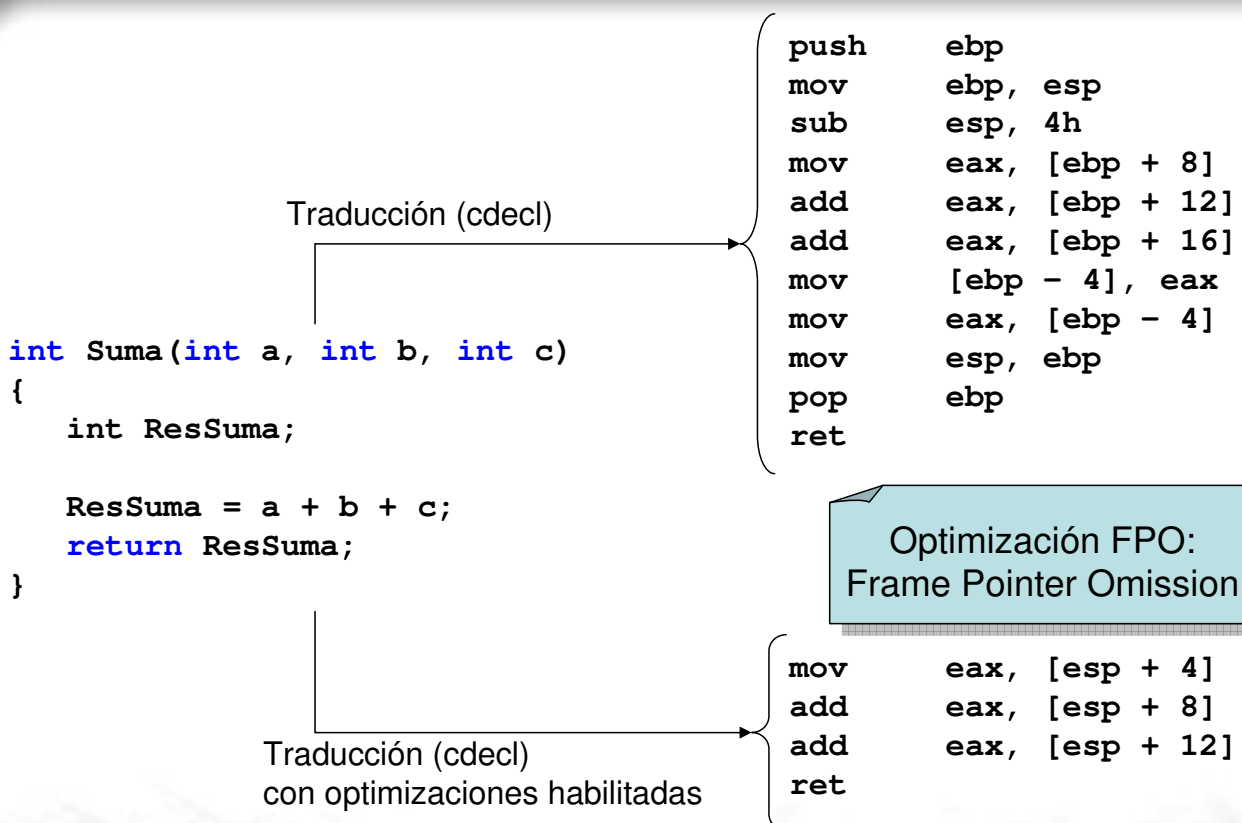 push ebp
mov ebp, esp
sub esp, 4h
mov eax, [ebp + 8]
add eax, [ebp + 12]
add eax, [ebp + 16]
mov [ebp – 4], eax
mov eax, [ebp – 4]
mov esp, ebp
pop ebp
ret
Traducción (cdecl)
int Suma(int a, int b, int c)
{
int ResSuma;
ResSuma = a + b + c;
return ResSuma;
}
Optimización FPO:
Frame Pointer Omission
Traducción (cdecl)
con optimizaciones habilitadas
mov eax, [esp + 4]
add eax, [esp + 8]
add eax, [esp + 12]
ret